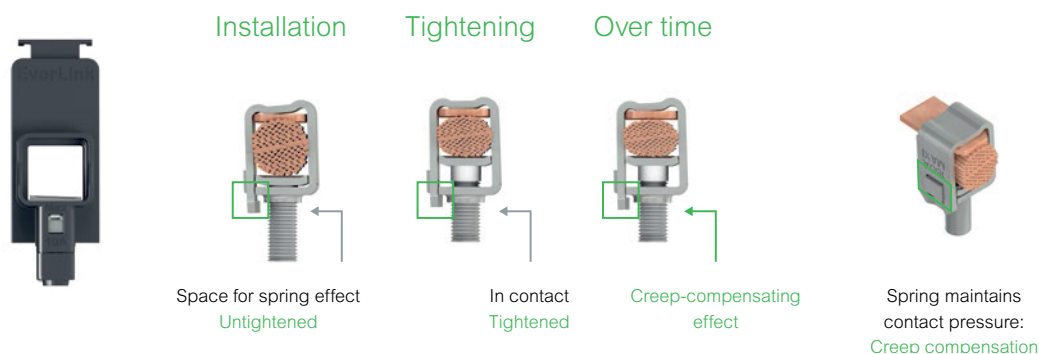 Installation
Tightening
Over time
EverLink
Space for spring effect
Untightened
In contact
Tightened
Creep-compensating
effect
Spring maintains
contact pressure:
Creep compensation